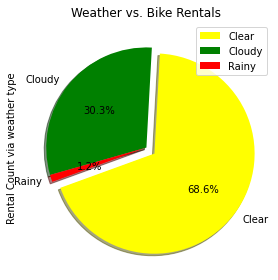 Weather vs. Bike Rentals
Clear
Cloudy
Rainy
Cloudy
30.3%
Rental Count via weather type
1.2%
Rainy
68.6%
Clear